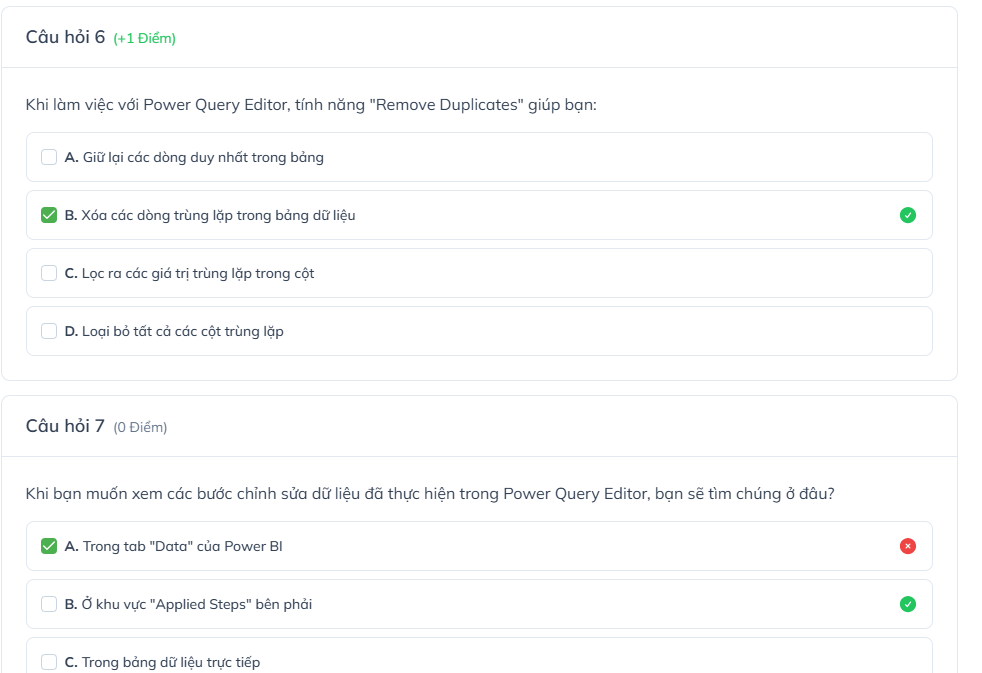 Câu hỏi 6 (+1 Điểm)
Khi làm việc với Power Query Editor, tính năng "Remove Duplicates" giúp bạn:
A. Giữ lại các dòng duy nhất trong bảng
B. Xóa các dòng trùng lặp trong bảng dữ liệu
C. Lọc ra các giá trị trùng lặp trong cột
D. Loại bỏ tất cả các cột trùng lặp
Câu hỏi 7 (0 Điểm)
Khi bạn muốn xem các bước chỉnh sửa dữ liệu đã thực hiện trong Power Query Editor, bạn sẽ tìm chúng ở đâu?
A. Trong tab "Data" của Power BI
B. Ở khu vực "Applied Steps" bên phải
C. Trong bảng dữ liệu trực tiếp